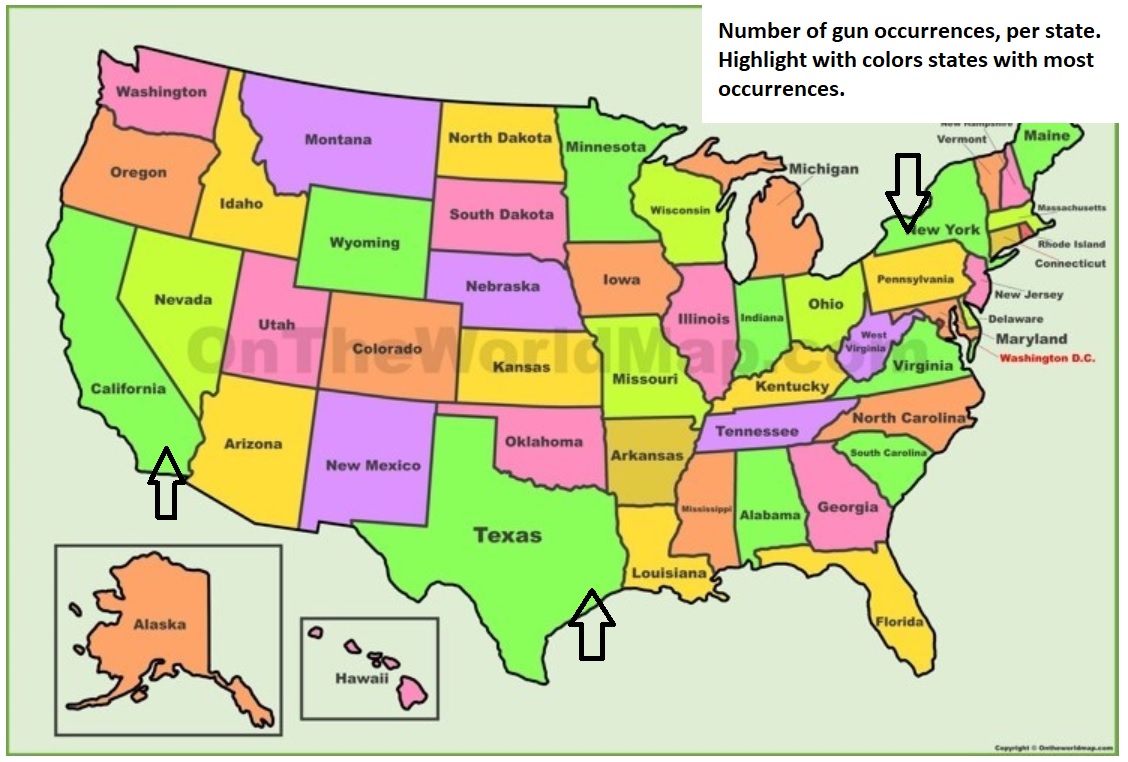 Number of gun occurrences, per state.
Highlight with colors states with most
occurrences.
New Hampshire
Vermont
Maine
Washington
Montana
North Dakota
Minnesota
Michigan
Oregon
Idaho
South Dakota
Wisconsin
Massachusetts
Wyoming
New York
Rhode Island
Connecticut
Iowa
Pennsylvania
Nebraska
New Jersey
Nevada
Ohio
Utah
Illinois
Indiana
Delaware
West
Virginia
Maryland
Colorado
OnTheWorldMap.com
Washington D.C.
Kansas
Virginia
California
Missouri
Kentucky
North Carolina
Tennessee
Arizona
Oklahoma
South Carolina
New Mexico
Arkansas
Mississippi
Alabama
Georgia
Texas
Louisiana
Alaska
Florida
Hawaii
Copyright © Ontheworldmap.com